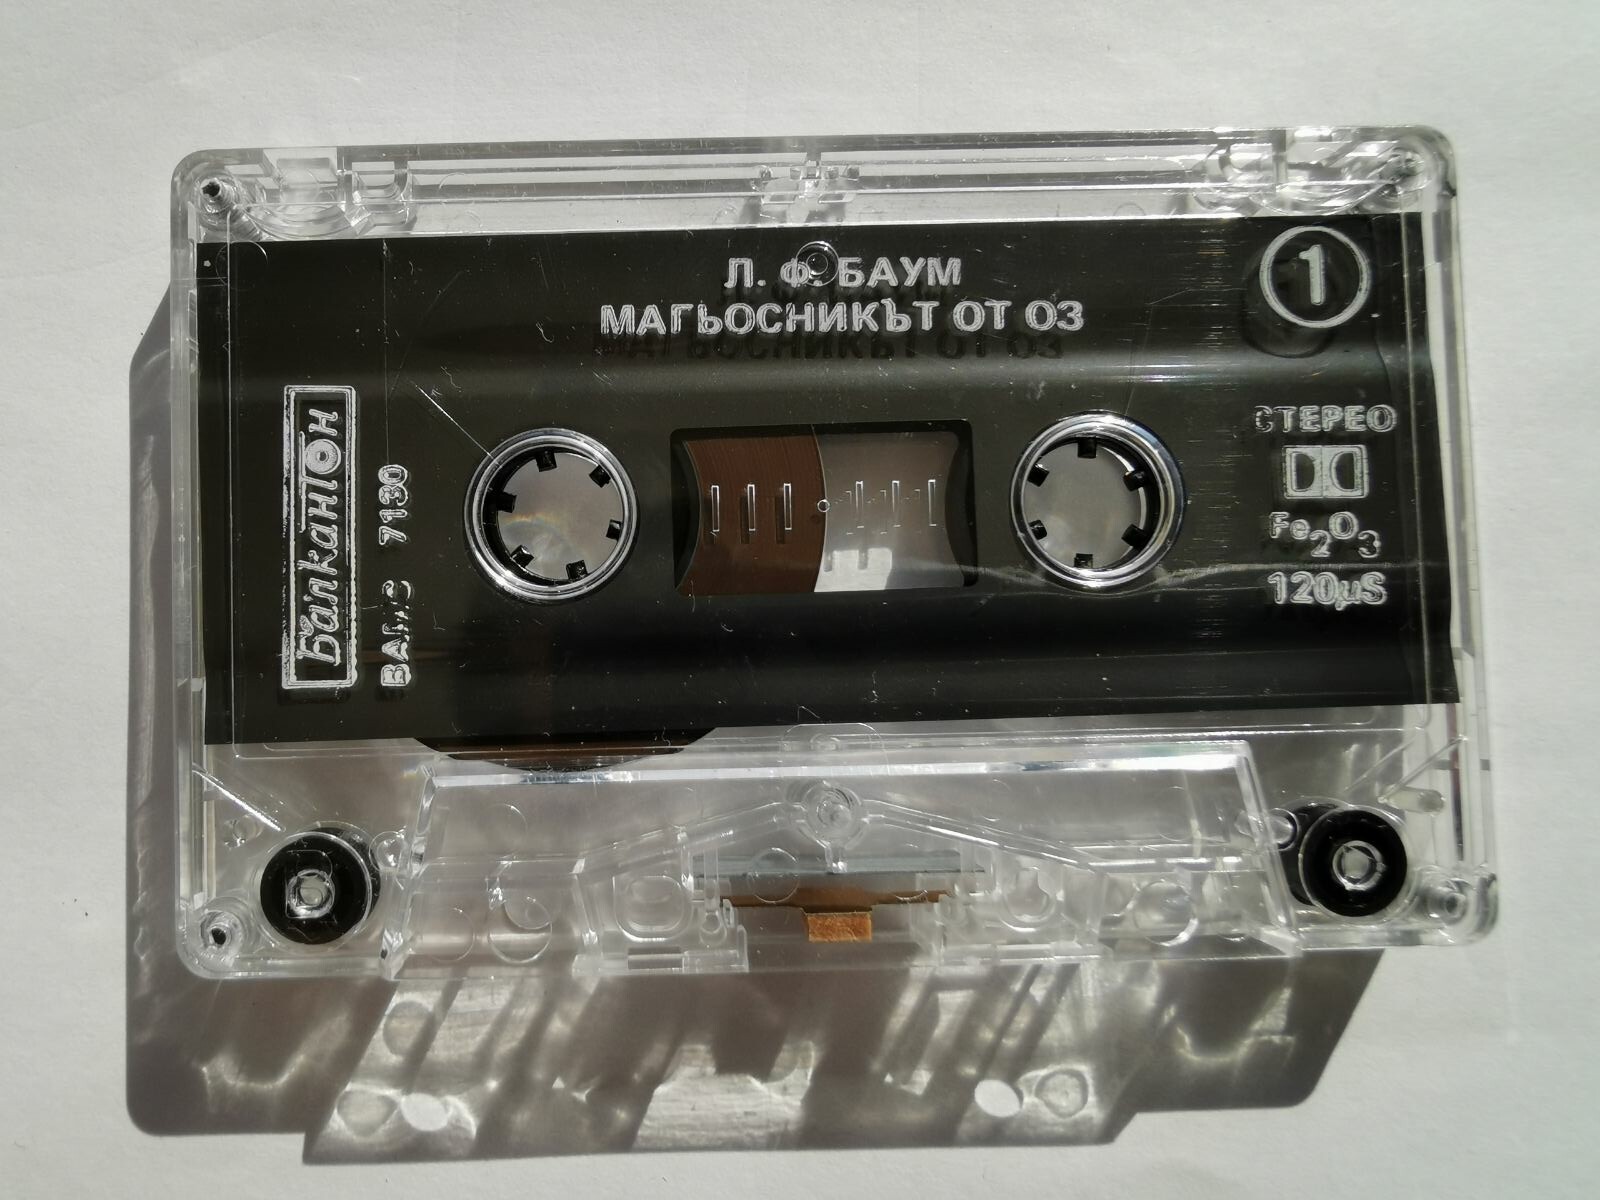 Л. Ф. БАУМ
МАГЬОСНИКЪТ ОТ ОЗ
1
Балкантон
7130
СТЕРЕО
Fe2O3
120µS